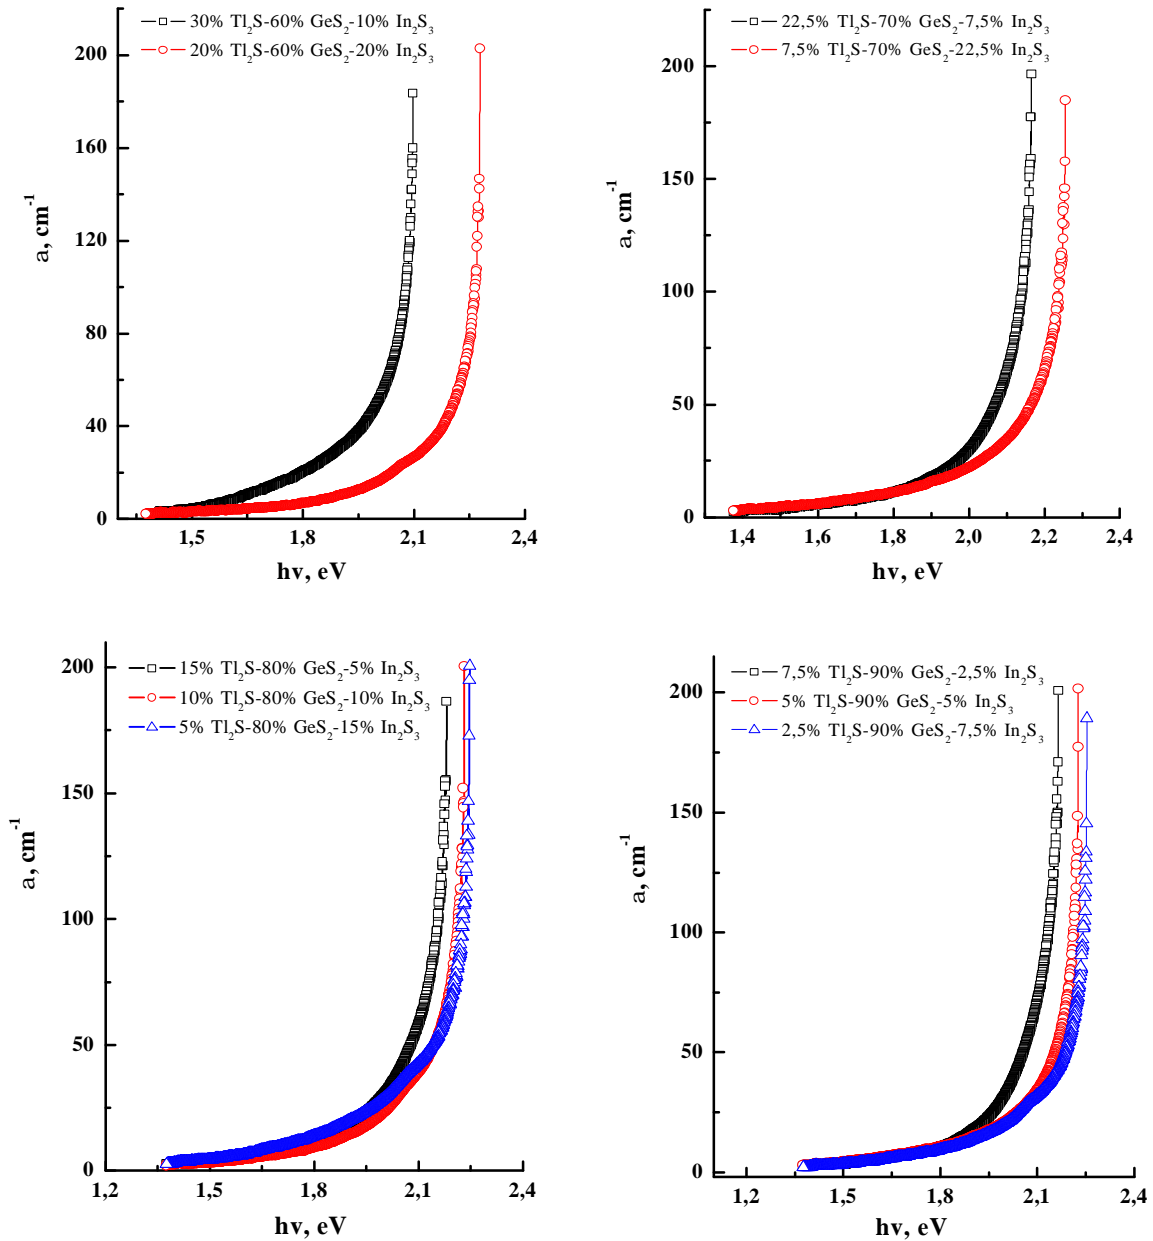 30% Tl₂S-60% GeS₂-10% In₂S₃
20% Tl₂S-60% GeS₂-20% In₂S₃
200
160
120
80
40
0
a, cm⁻¹
1,5
1,8
2,1
2,4
hν, eV
22,5% Tl₂S-70% GeS₂-7,5% In₂S₃
7,5% Tl₂S-70% GeS₂-22,5% In₂S₃
200
150
100
50
0
a, cm⁻¹
1,4
1,6
1,8
2,0
2,2
2,4
hν, eV
15% Tl₂S-80% GeS₂-5% In₂S₃
10% Tl₂S-80% GeS₂-10% In₂S₃
5% Tl₂S-80% GeS₂-15% In₂S₃
200
150
100
50
0
a, cm⁻¹
1,2
1,5
1,8
2,1
2,4
hν, eV
7,5% Tl₂S-90% GeS₂-2,5% In₂S₃
5% Tl₂S-90% GeS₂-5% In₂S₃
2,5% Tl₂S-90% GeS₂-7,5% In₂S₃
200
150
100
50
0
a, cm⁻¹
1,2
1,5
1,8
2,1
2,4
hν, eV